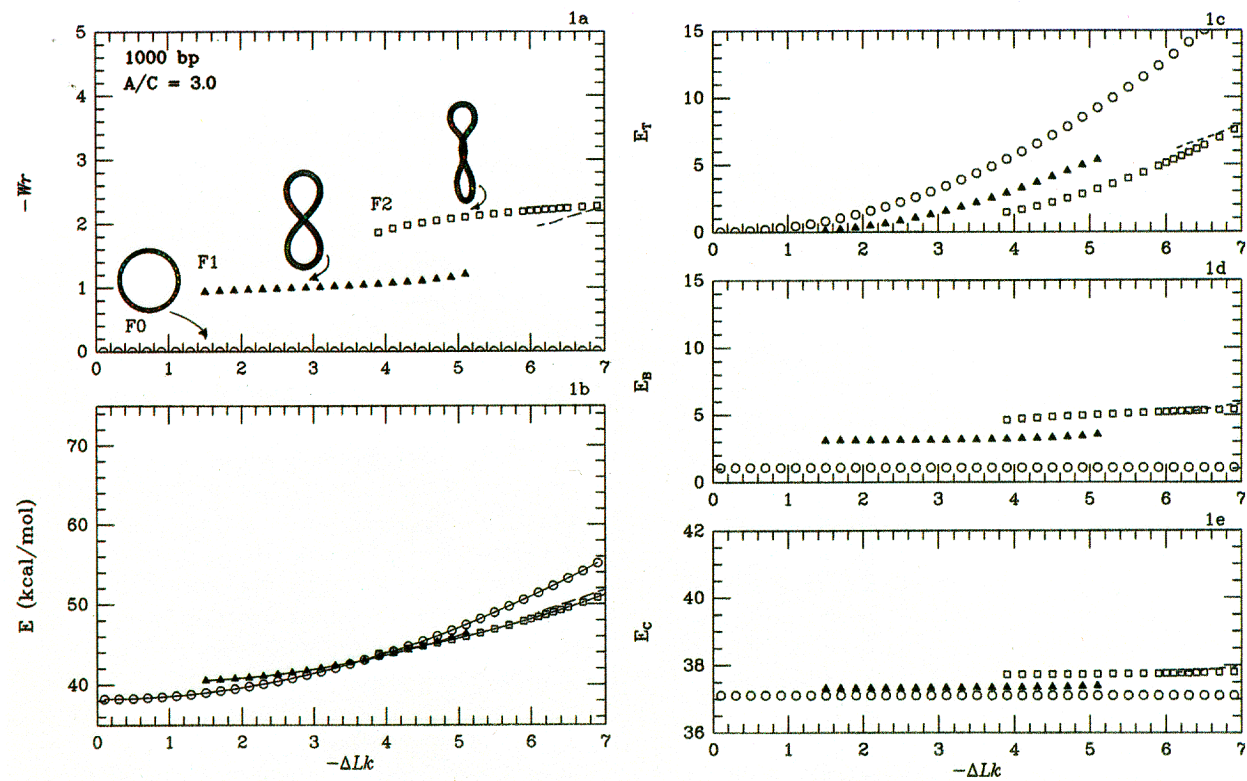 1a
1000 bp
A/C = 3.0
F0
F1
F2
-Wr
5
4
3
2
1
0
0 1 2 3 4 5 6 7
1b
E (kcal/mol)
70
60
50
40
0 1 2 3 4 5 6 7
-ΔLk
1c
E_T
15
10
5
0
0 1 2 3 4 5 6 7
1d
E_B
15
10
5
0
0 1 2 3 4 5 6 7
1e
E_C
42
40
38
36
0 1 2 3 4 5 6 7
-ΔLk